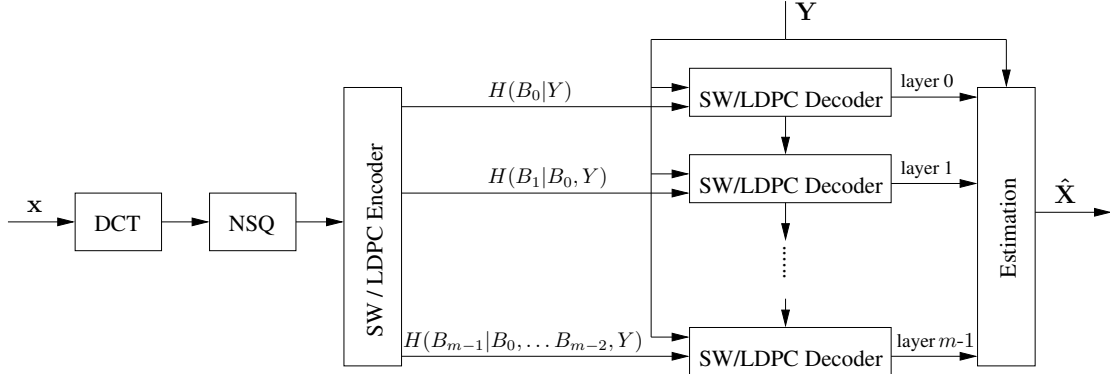 Y
H(B_0|Y)
SW/LDPC Decoder
layer 0
H(B_1|B_0, Y)
SW/LDPC Decoder
layer 1
x
DCT
NSQ
SW / LDPC Encoder
......
Estimation
X̂
H(B_{m−1}|B_0, … B_{m−2}, Y)
SW/LDPC Decoder
layer m-1